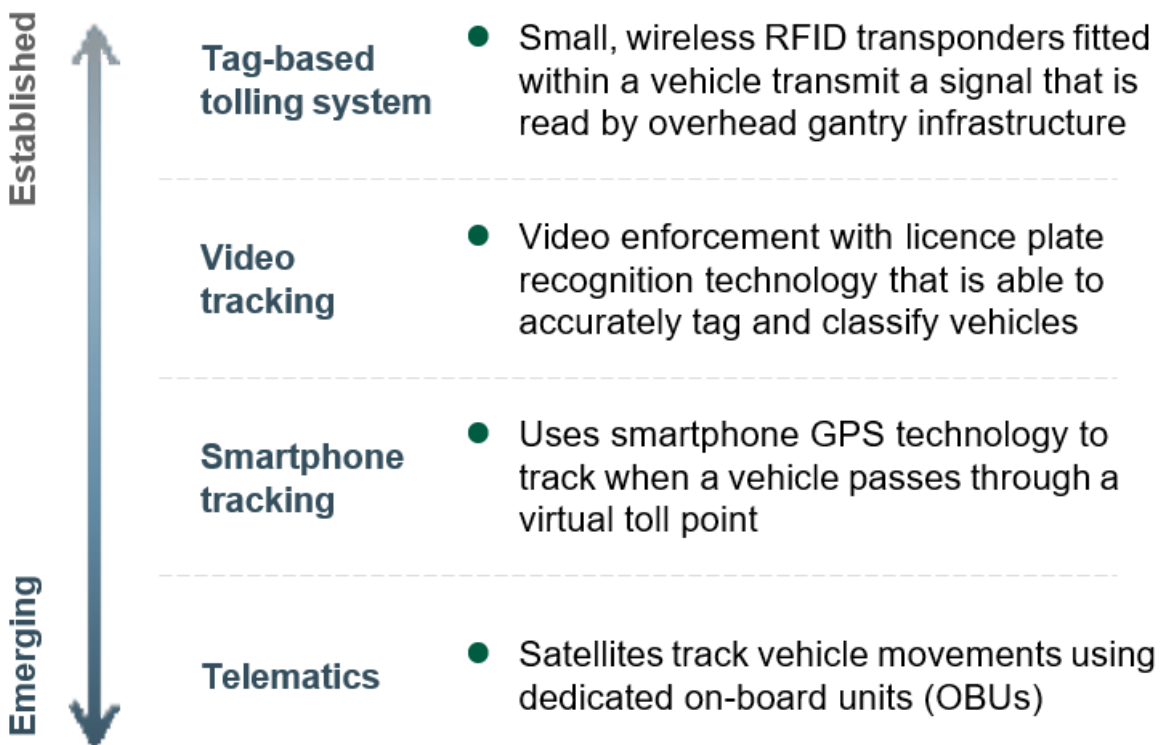 Established
Tag-based
tolling system
● Small, wireless RFID transponders fitted
within a vehicle transmit a signal that is
read by overhead gantry infrastructure
Video
tracking
● Video enforcement with licence plate
recognition technology that is able to
accurately tag and classify vehicles
Smartphone
tracking
● Uses smartphone GPS technology to
track when a vehicle passes through a
virtual toll point
Emerging
Telematics
● Satellites track vehicle movements using
dedicated on-board units (OBUs)